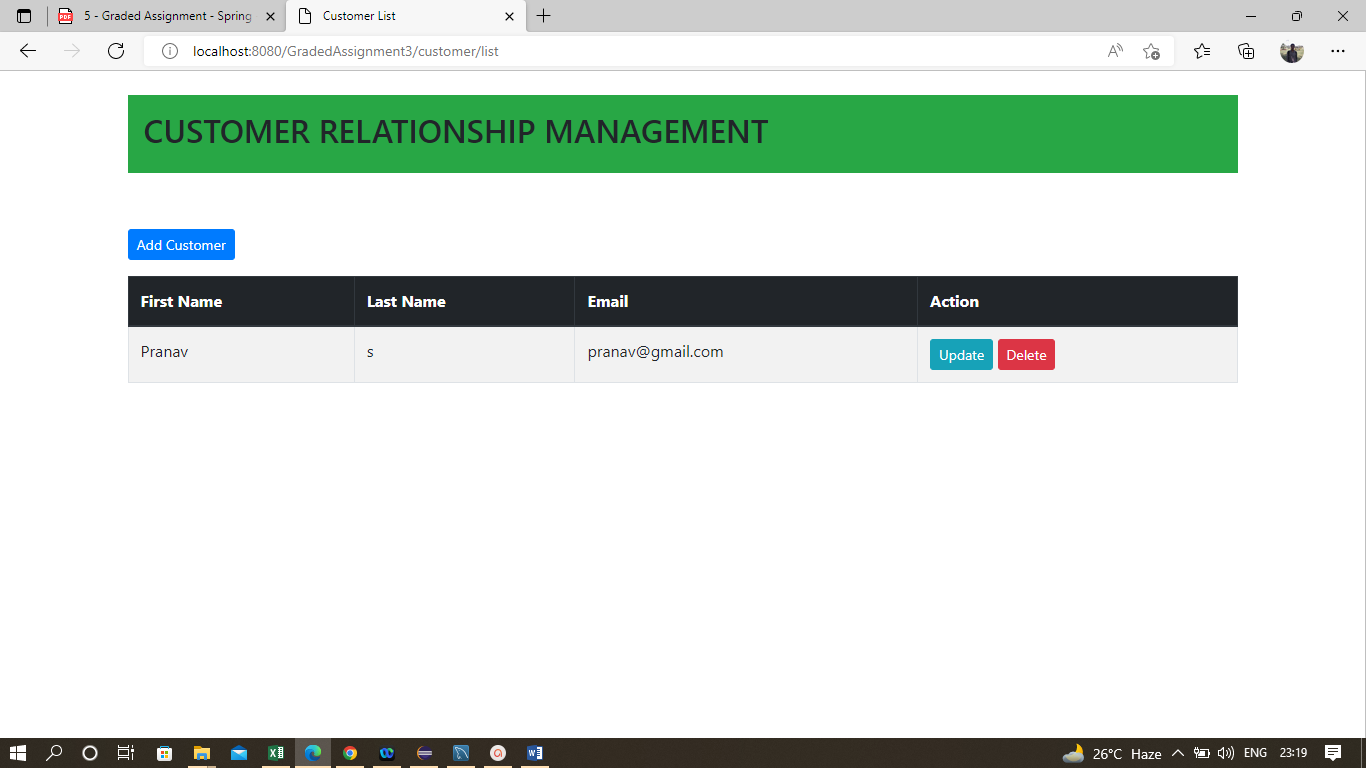 5 - Graded Assignment - Spring
Customer List
localhost:8080/GradedAssignment3/customer/list
CUSTOMER RELATIONSHIP MANAGEMENT
Add Customer
First Name Last Name Email Action
Pranav s pranav@gmail.com Update Delete
26°C Haze ENG 23:19